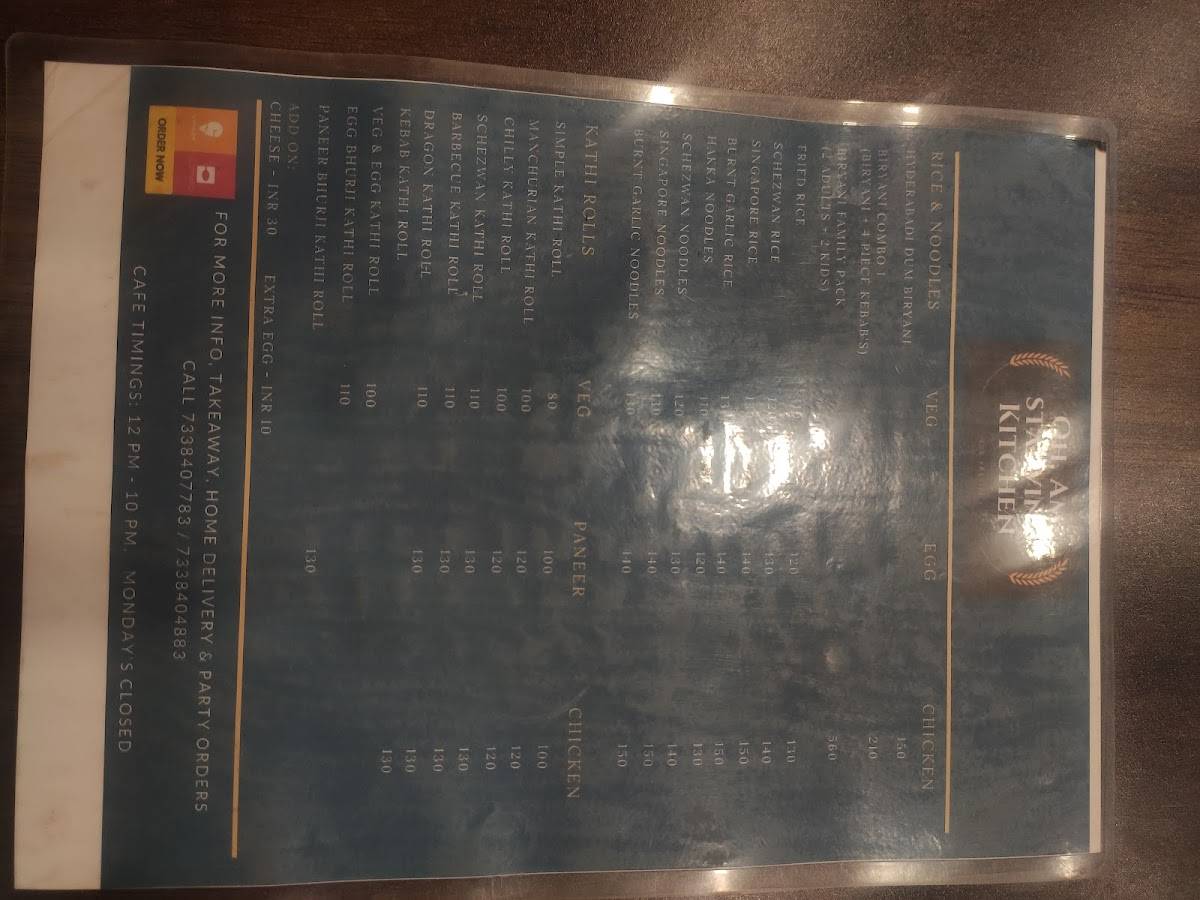 KITCHEN
RICE & NOODLES VEG EGG CHICKEN
HYDERABADI DUM BIRYANI 150
BIRYANI COMBO 1
(BIRYANI + 4 PIECE KEBAB'S) 210
BIRYANI FAMILY PACK
(2 ADULTS + 2 KIDS) 560
FRIED RICE 120 130
SCHEZWAN RICE 130 140
SINGAPORE RICE 140 150
BURNT GARLIC RICE 140 150
HAKKA NOODLES 110 120 130
SCHEZWAN NOODLES 120 130 140
SINGAPORE NOODLES 130 140 150
BURNT GARLIC NOODLES 130 140 150
KATHI ROLLS VEG PANEER CHICKEN
SIMPLE KATHI ROLL 80 100 100
MANCHURIAN KATHI ROLL 100 120 120
CHILLY KATHI ROLL 100 120 120
SCHEZWAN KATHI ROLL 110 130 130
BARBECUE KATHI ROLL 110 130 130
DRAGON KATHI ROLL 110 130 130
KEBAB KATHI ROLL 130
VEG & EGG KATHI ROLL 100
EGG BHURJI KATHI ROLL 110
PANEER BHURJI KATHI ROLL 130
ADD ON:
CHEESE - INR 30 EXTRA EGG - INR 10
ORDER NOW
FOR MORE INFO, TAKEAWAY, HOME DELIVERY & PARTY ORDERS
CALL 7338407783 / 7338404883
CAFE TIMINGS: 12 PM - 10 PM. MONDAY'S CLOSED